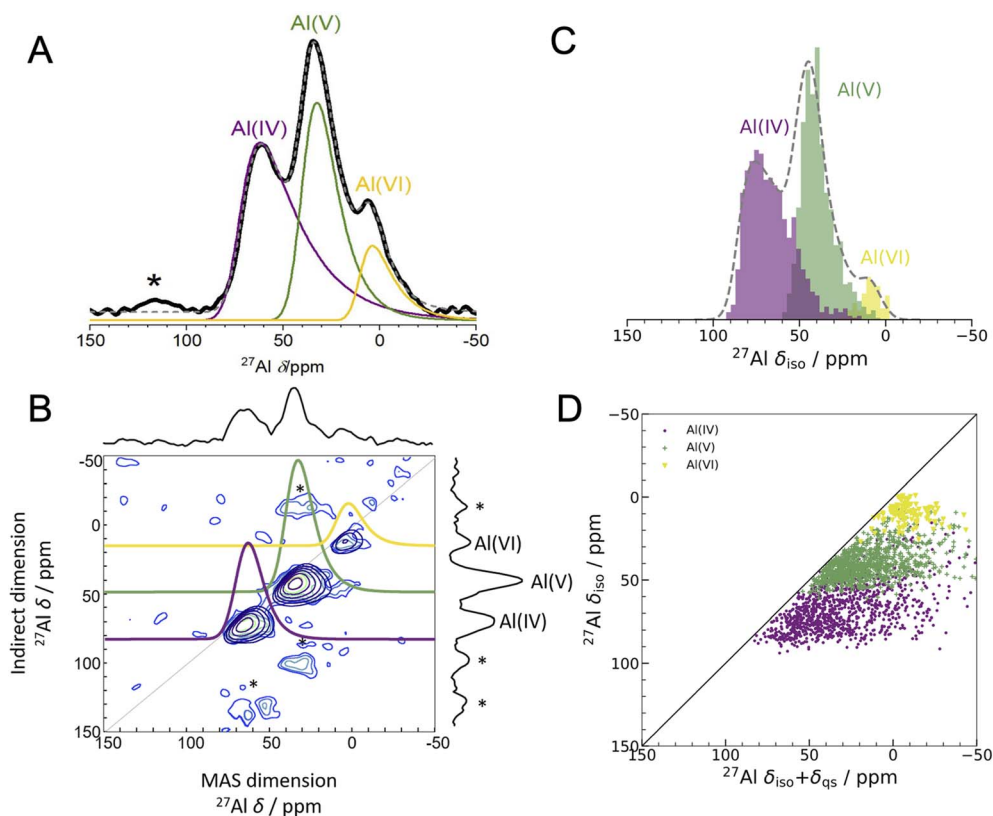 A
Al(V)
Al(IV)
Al(VI)
*
150 100 50 0 -50
27Al δ/ppm
C
Al(V)
Al(IV)
Al(VI)
150 100 50 0 −50
27Al δiso / ppm
B
-50
0
50
100
150
Indirect dimension
27Al δ / ppm
*
*
*
*
Al(VI)
Al(V)
Al(IV)
*
*
150 100 50 0 -50
MAS dimension
27Al δ / ppm
D
−50
0
50
100
150
27Al δiso / ppm
Al(IV)
Al(V)
Al(VI)
150 100 50 0 −50
27Al δiso+δqs / ppm